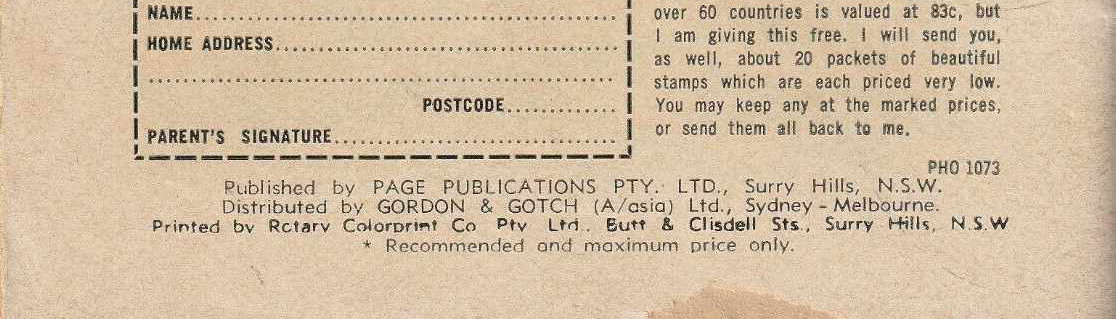 NAME
HOME ADDRESS
POSTCODE
PARENT'S SIGNATURE
over 60 countries is valued at 83c, but
I am giving this free. I will send you,
as well, about 20 packets of beautiful
stamps which are each priced very low.
You may keep any at the marked prices,
or send them all back to me.
PHO 1073
Published by PAGE PUBLICATIONS PTY. LTD., Surry Hills, N.S.W.
Distributed by GORDON & GOTCH (A/asia) Ltd., Sydney - Melbourne.
Printed by Rotary Colorprint Co Pty Ltd. Butt & Clisdell Sts., Surry Hills, N.S.W
* Recommended and maximum price only.